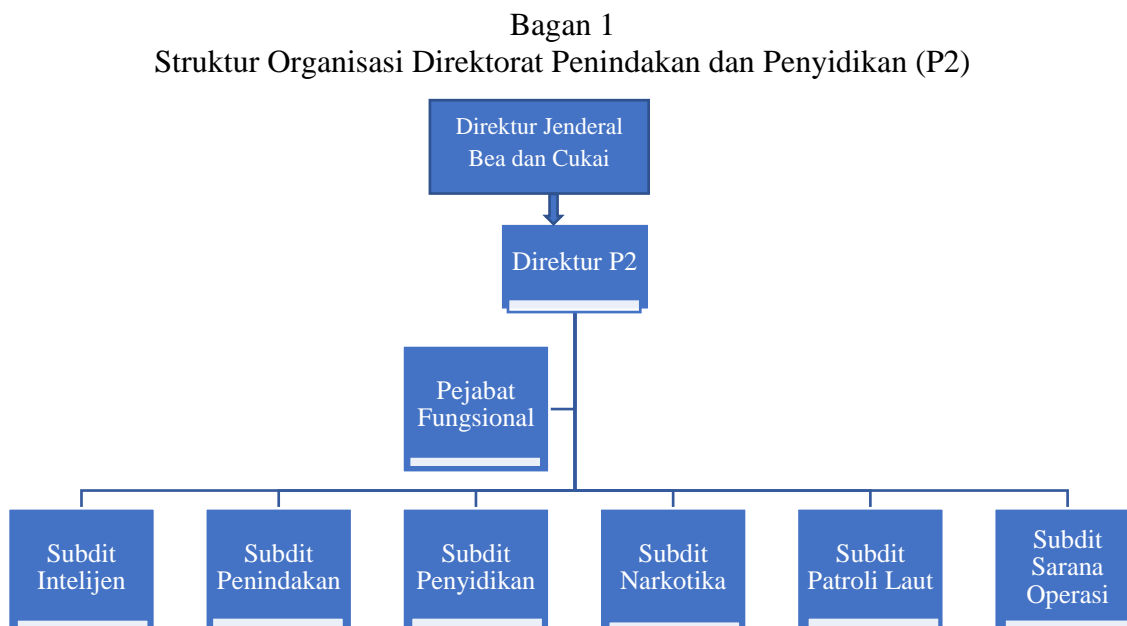 Bagan 1
Struktur Organisasi Direktorat Penindakan dan Penyidikan (P2)
Direktur Jenderal
Bea dan Cukai
Direktur P2
Pejabat
Fungsional
Subdit
Intelijen
Subdit
Penindakan
Subdit
Penyidikan
Subdit
Narkotika
Subdit
Patroli Laut
Subdit
Sarana
Operasi